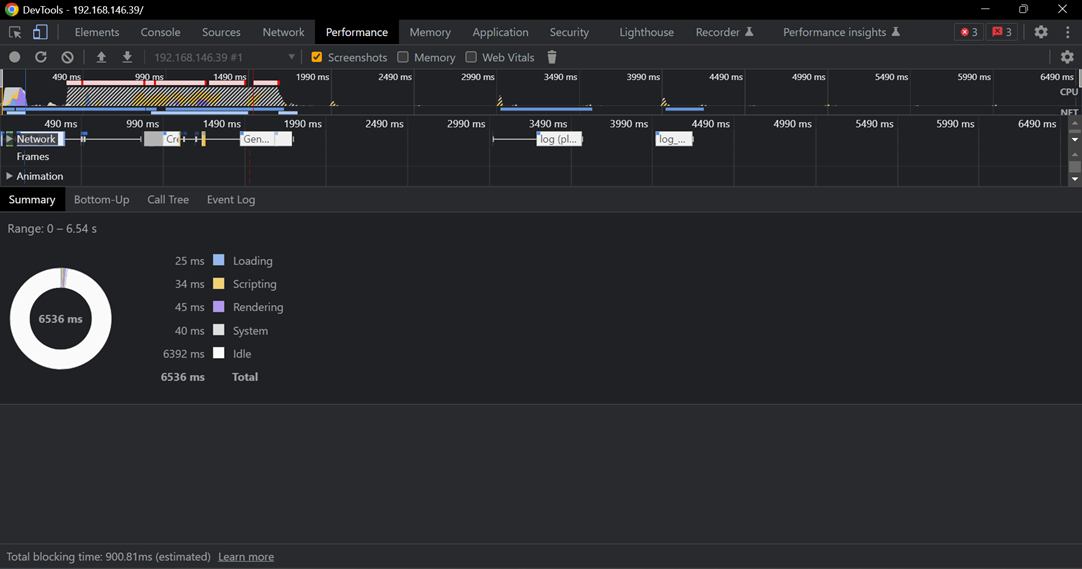 DevTools - 192.168.146.39/
Elements Console Sources Network Performance Memory Application Security Lighthouse Recorder Performance insights 3 3
192.168.146.39 #1 Screenshots Memory Web Vitals
490 ms 990 ms 1490 ms 1990 ms 2490 ms 2990 ms 3490 ms 3990 ms 4490 ms 4990 ms 5490 ms 5990 ms 6490 ms
CPU
NET
490 ms 990 ms 1490 ms 1990 ms 2490 ms 2990 ms 3490 ms 3990 ms 4490 ms 4990 ms 5490 ms 5990 ms 6490 ms
Network Cre Gen... log (pl... log_...
Frames
Animation
Summary Bottom-Up Call Tree Event Log
Range: 0 – 6.54 s
25 ms Loading
34 ms Scripting
45 ms Rendering
6536 ms
40 ms System
6392 ms Idle
6536 ms Total
Total blocking time: 900.81ms (estimated) Learn more